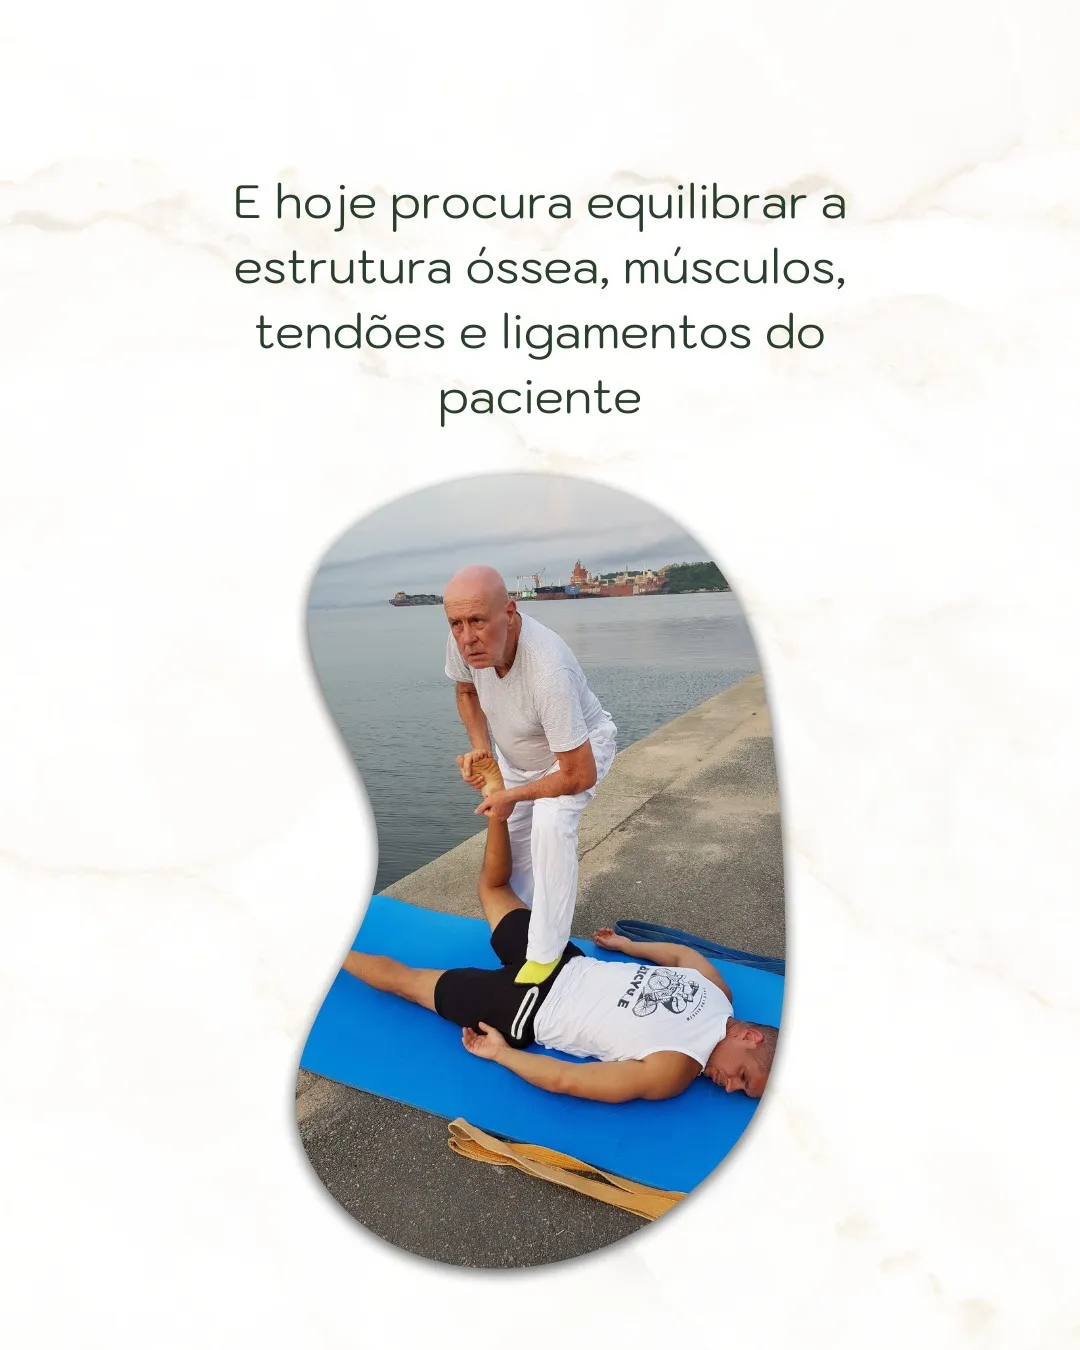 E hoje procura equilibrar a
estrutura óssea, músculos,
tendões e ligamentos do
paciente